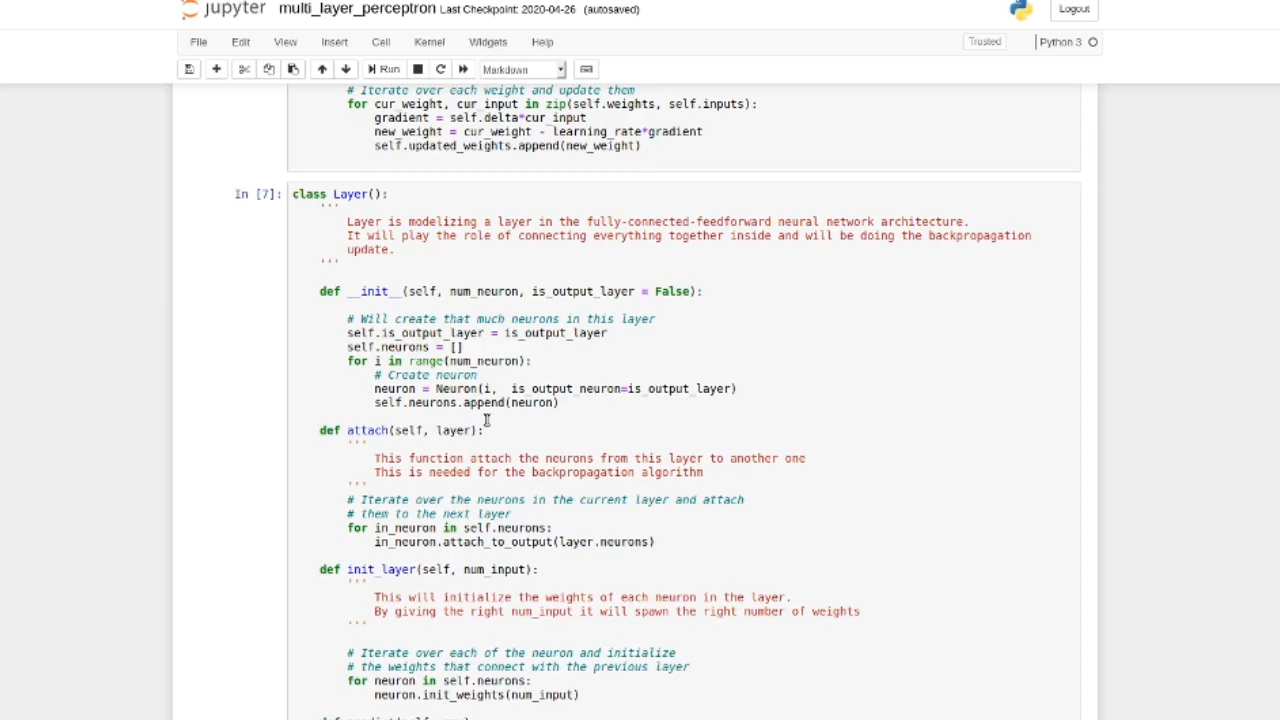 jupyter multi_layer_perceptron Last Checkpoint: 2020-04-26 (autosaved)
Logout
File Edit View Insert Cell Kernel Widgets Help
Trusted Python 3
Run Markdown
# Iterate over each weight and update them
for cur_weight, cur_input in zip(self.weights, self.inputs):
gradient = self.delta*cur_input
new_weight = cur_weight - learning_rate*gradient
self.updated_weights.append(new_weight)
In [7]:
class Layer():
'''
Layer is modelizing a layer in the fully-connected-feedforward neural network architecture.
It will play the role of connecting everything together inside and will be doing the backpropagation
update.
'''
def __init__(self, num_neuron, is_output_layer = False):
# Will create that much neurons in this layer
self.is_output_layer = is_output_layer
self.neurons = []
for i in range(num_neuron):
# Create neuron
neuron = Neuron(i,  is_output_neuron=is_output_layer)
self.neurons.append(neuron)
def attach(self, layer):
'''
This function attach the neurons from this layer to another one
This is needed for the backpropagation algorithm
'''
# Iterate over the neurons in the current layer and attach
# them to the next layer
for in_neuron in self.neurons:
in_neuron.attach_to_output(layer.neurons)
def init_layer(self, num_input):
'''
This will initialize the weights of each neuron in the layer.
By giving the right num_input it will spawn the right number of weights
'''
# Iterate over each of the neuron and initialize
# the weights that connect with the previous layer
for neuron in self.neurons:
neuron.init_weights(num_input)